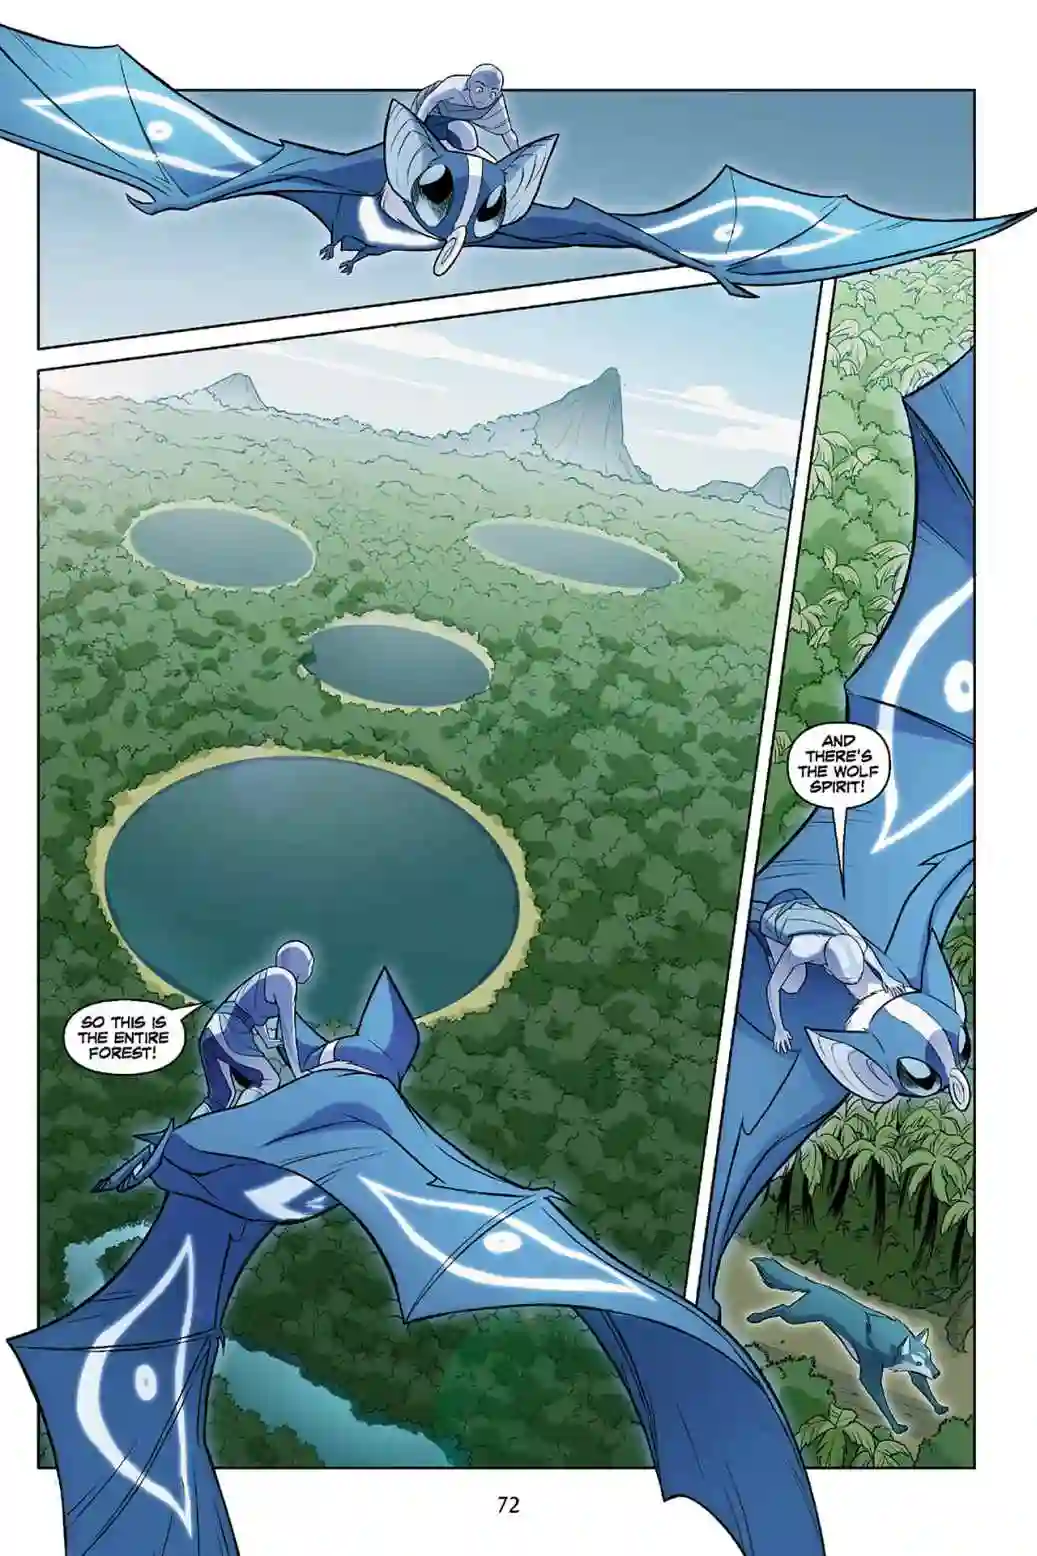 SO THIS IS
THE ENTIRE
FOREST!
AND
THERE'S
THE WOLF
SPIRIT!
72